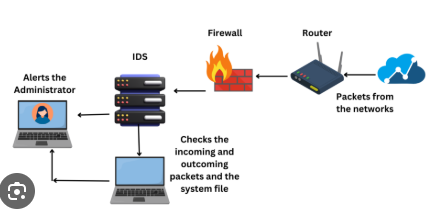 Firewall
Router
IDS
Alerts the
Administrator
Packets from
the networks
Checks the
incoming and
outcoming
packets and the
system file